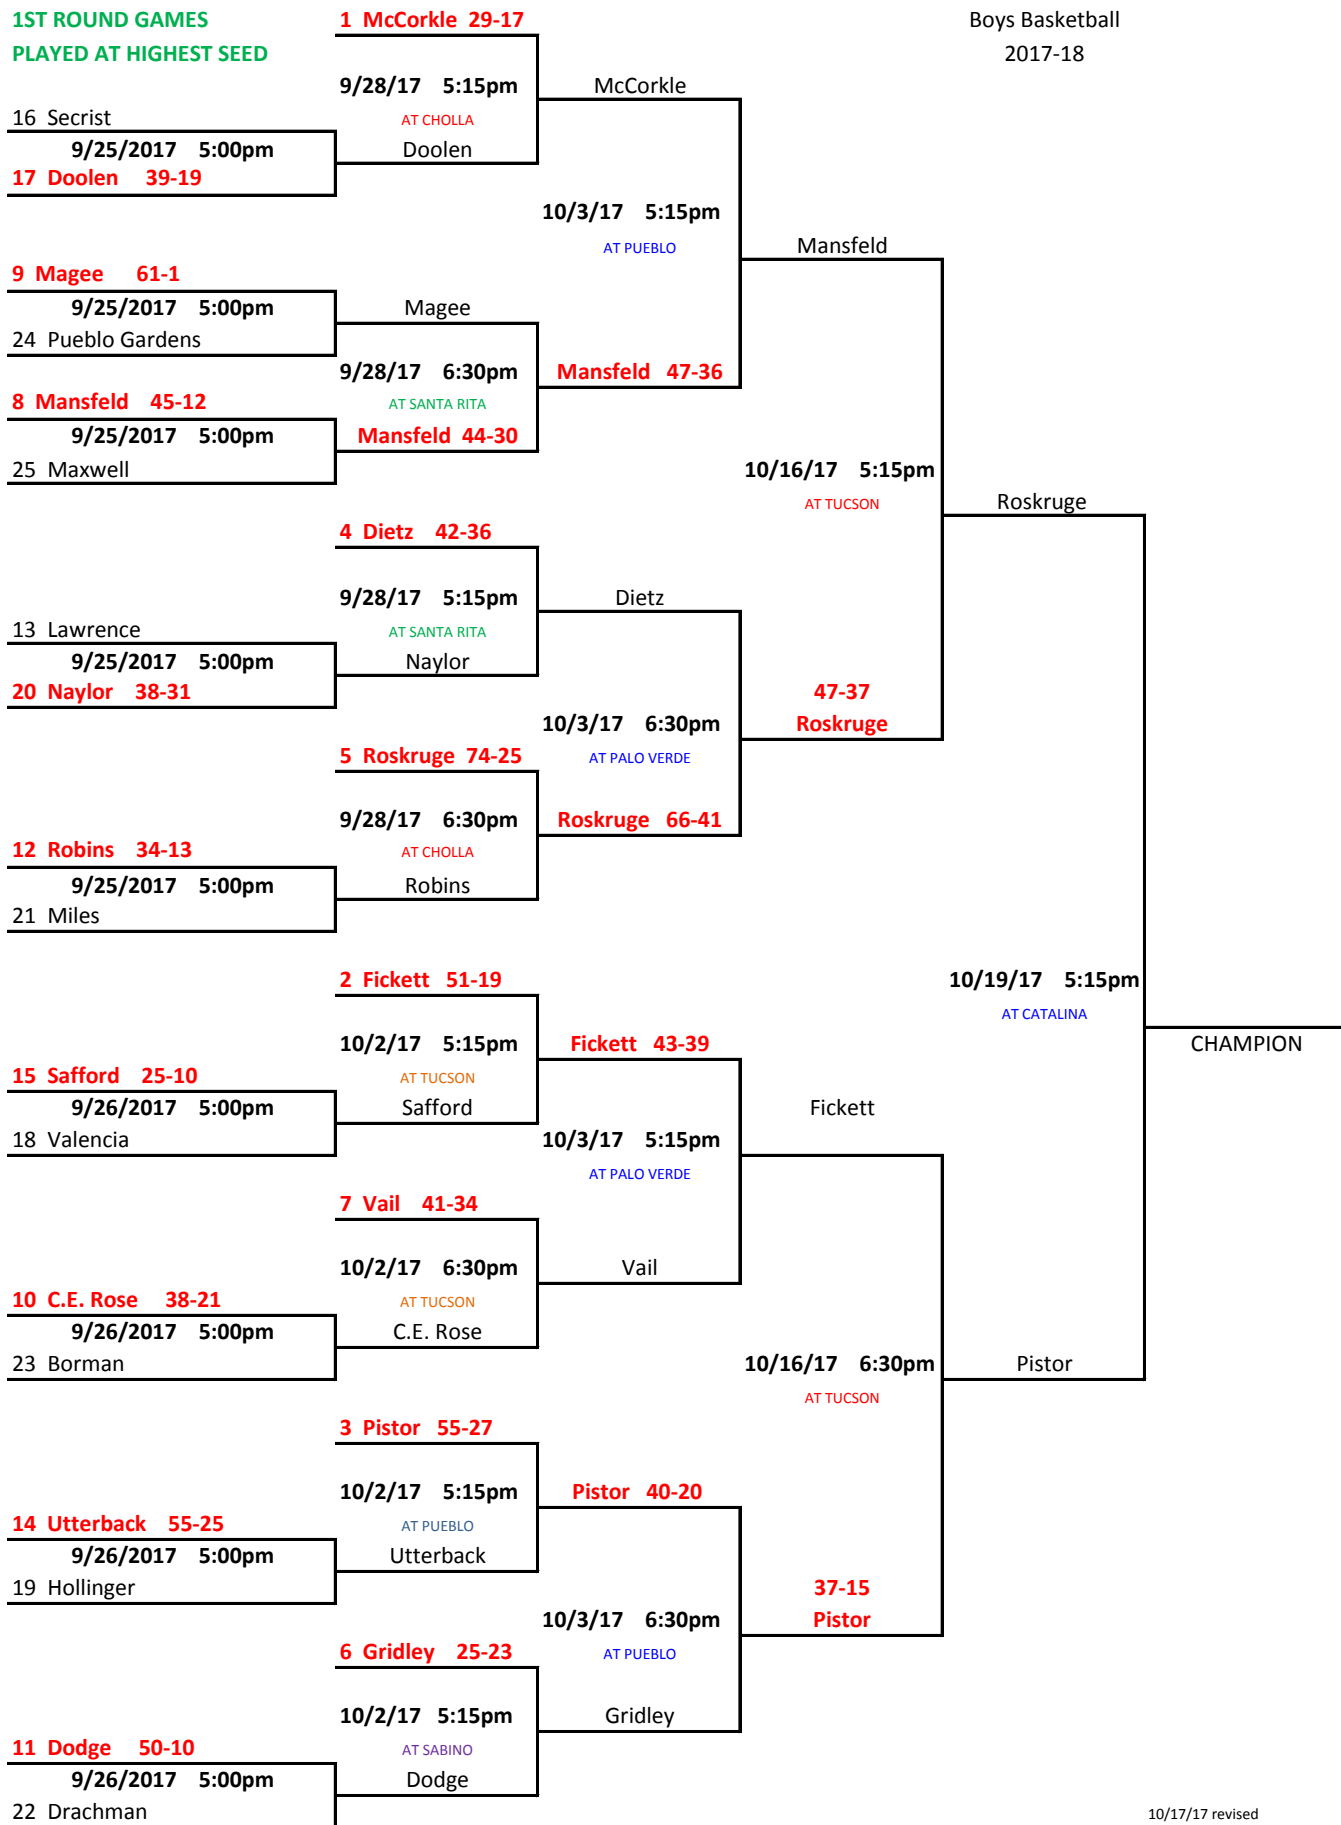 1ST ROUND GAMES
PLAYED AT HIGHEST SEED
1 McCorkle 29-17
Boys Basketball
2017-18
9/28/17 5:15pm
McCorkle
16 Secrist
AT CHOLLA
9/25/2017 5:00pm
Doolen
17 Doolen 39-19
10/3/17 5:15pm
AT PUEBLO
Mansfeld
9 Magee 61-1
9/25/2017 5:00pm
Magee
24 Pueblo Gardens
9/28/17 6:30pm
Mansfeld 47-36
8 Mansfeld 45-12
AT SANTA RITA
9/25/2017 5:00pm
Mansfeld 44-30
25 Maxwell
10/16/17 5:15pm
AT TUCSON
Roskruge
4 Dietz 42-36
9/28/17 5:15pm
Dietz
13 Lawrence
AT SANTA RITA
9/25/2017 5:00pm
Naylor
20 Naylor 38-31
47-37
10/3/17 6:30pm
Roskruge
5 Roskruge 74-25
AT PALO VERDE
9/28/17 6:30pm
Roskruge 66-41
12 Robins 34-13
AT CHOLLA
9/25/2017 5:00pm
Robins
21 Miles
2 Fickett 51-19
10/19/17 5:15pm
AT CATALINA
10/2/17 5:15pm
Fickett 43-39
CHAMPION
15 Safford 25-10
AT TUCSON
9/26/2017 5:00pm
Safford
Fickett
18 Valencia
10/3/17 5:15pm
AT PALO VERDE
7 Vail 41-34
10/2/17 6:30pm
Vail
10 C.E. Rose 38-21
AT TUCSON
9/26/2017 5:00pm
C.E. Rose
23 Borman
10/16/17 6:30pm
Pistor
AT TUCSON
3 Pistor 55-27
10/2/17 5:15pm
Pistor 40-20
14 Utterback 55-25
AT PUEBLO
9/26/2017 5:00pm
Utterback
19 Hollinger
37-15
10/3/17 6:30pm
Pistor
6 Gridley 25-23
AT PUEBLO
10/2/17 5:15pm
Gridley
11 Dodge 50-10
AT SABINO
9/26/2017 5:00pm
Dodge
22 Drachman
10/17/17 revised